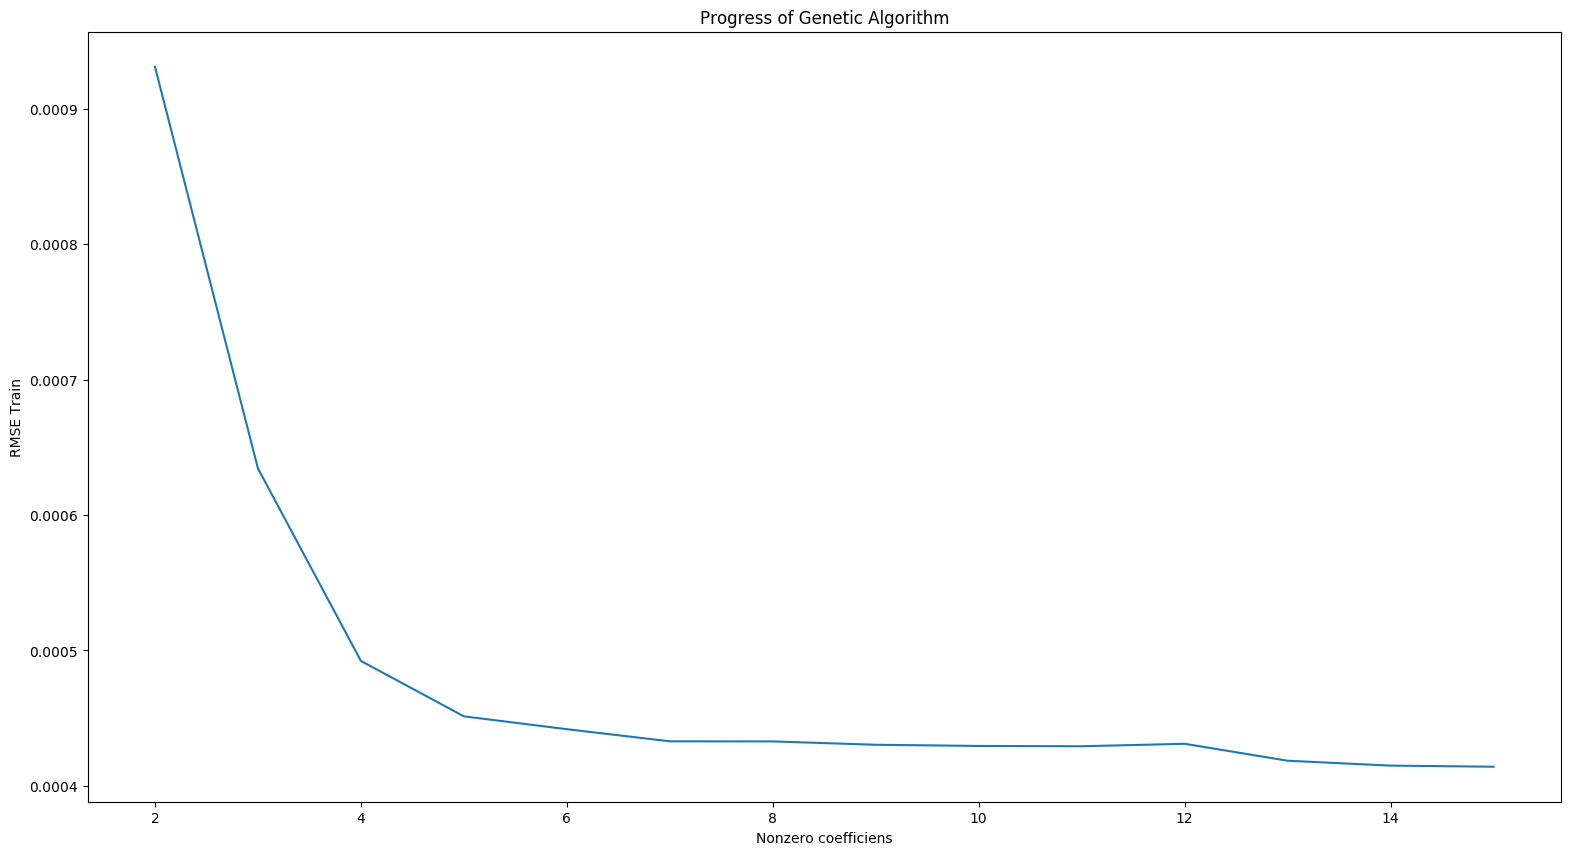 Progress of Genetic Algorithm
0.0009
0.0008
0.0007
0.0006
0.0005
0.0004
RMSE Train
2 4 6 8 10 12 14
Nonzero coefficiens